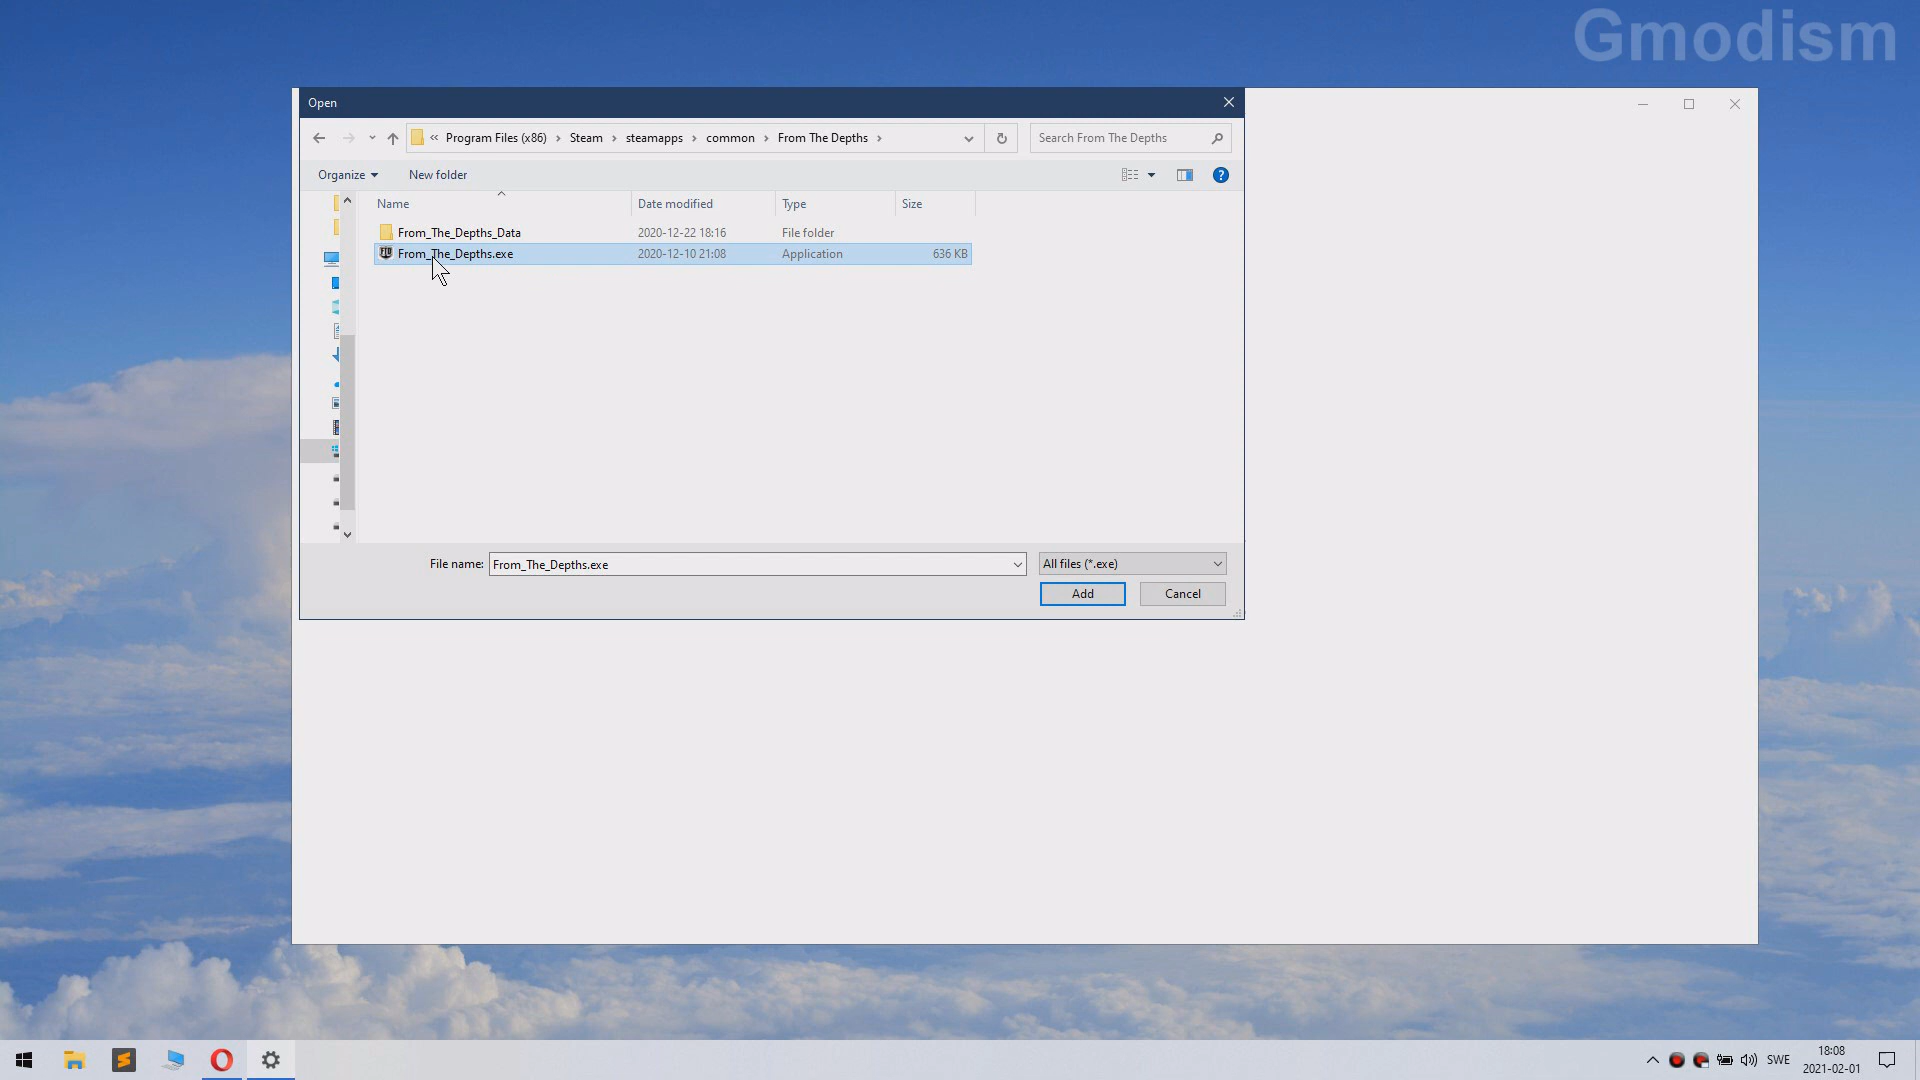 Gmodism
Open
« Program Files (x86) › Steam › steamapps › common › From The Depths ›
Search From The Depths
Organize
New folder
Name Date modified Type Size
From_The_Depths_Data 2020-12-22 18:16 File folder
From_The_Depths.exe 2020-12-10 21:08 Application 636 KB
File name: From_The_Depths.exe
All files (*.exe)
Add Cancel
SWE
18:08
2021-02-01